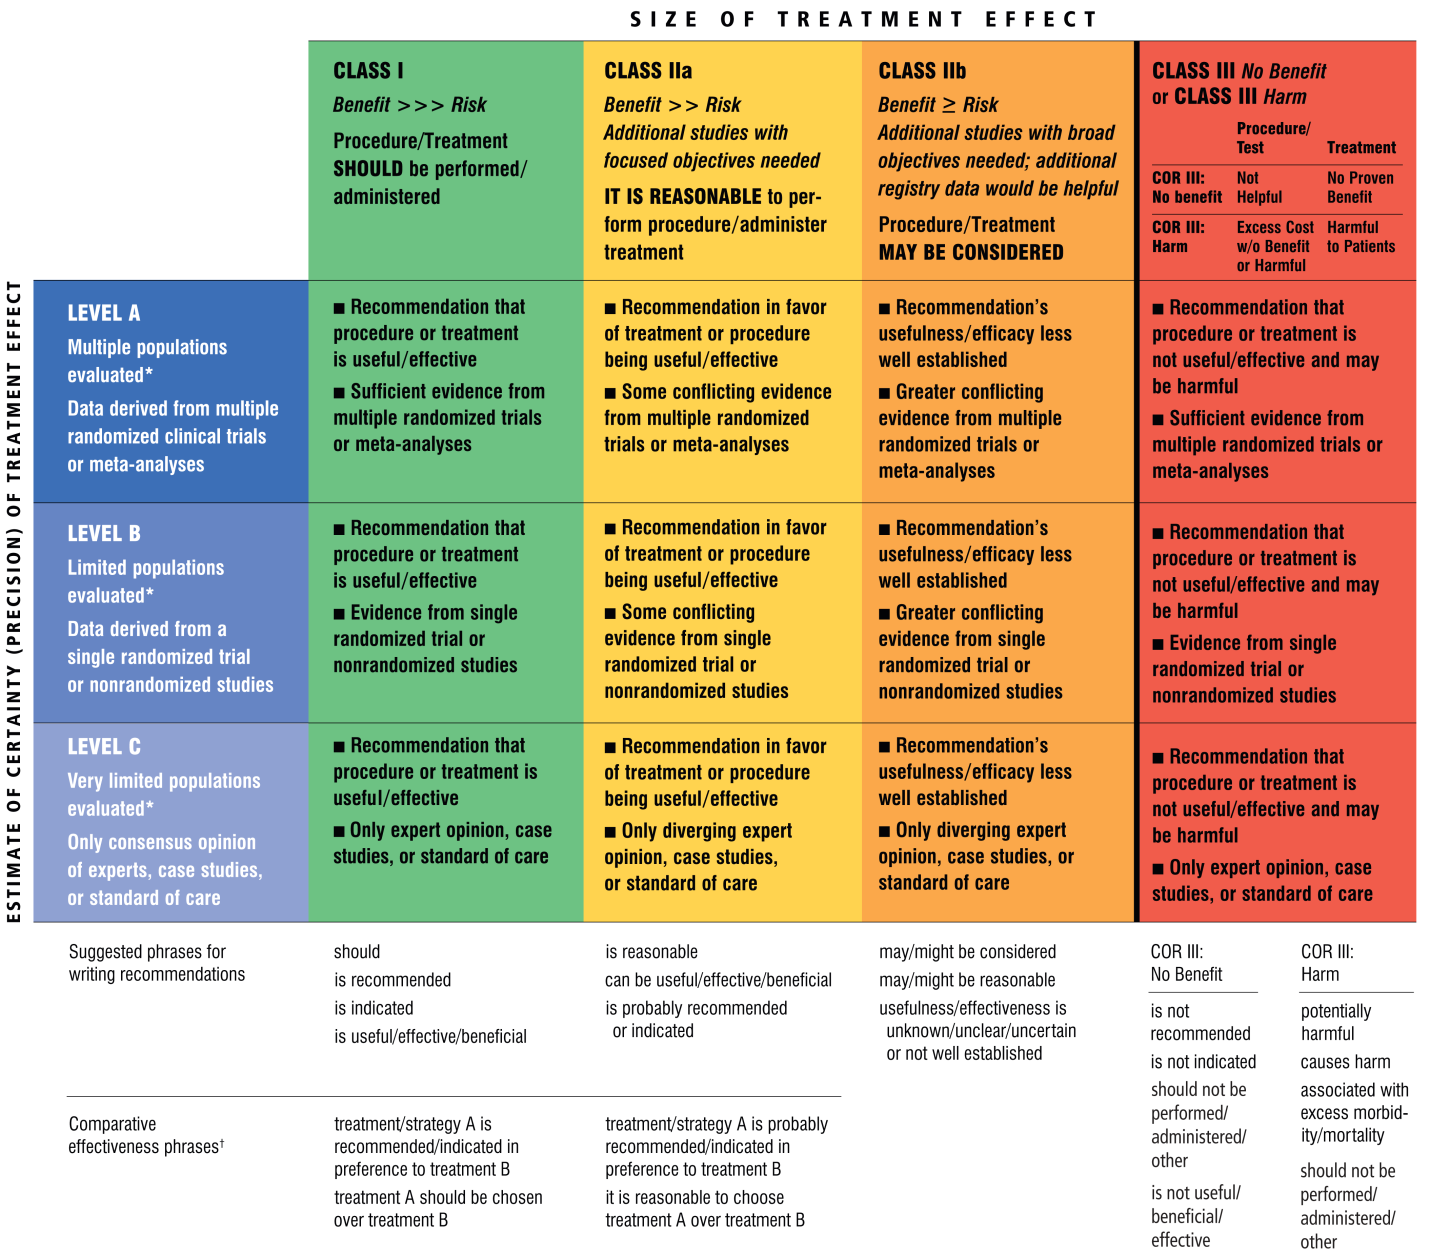 SIZE OF TREATMENT EFFECT
ESTIMATE OF CERTAINTY (PRECISION) OF TREATMENT EFFECT
CLASS I
Benefit >>> Risk
Procedure/Treatment
SHOULD be performed/
administered
CLASS IIa
Benefit >> Risk
Additional studies with
focused objectives needed
IT IS REASONABLE to per-
form procedure/administer
treatment
CLASS IIb
Benefit ≥ Risk
Additional studies with broad
objectives needed; additional
registry data would be helpful
Procedure/Treatment
MAY BE CONSIDERED
CLASS III No Benefit
or CLASS III Harm
Procedure/
Test
Treatment
COR III:
No benefit
Not
Helpful
No Proven
Benefit
COR III:
Harm
Excess Cost
w/o Benefit
or Harmful
Harmful
to Patients
LEVEL A
Multiple populations
evaluated*
Data derived from multiple
randomized clinical trials
or meta-analyses
■ Recommendation that
procedure or treatment
is useful/effective
■ Sufficient evidence from
multiple randomized trials
or meta-analyses
■ Recommendation in favor
of treatment or procedure
being useful/effective
■ Some conflicting evidence
from multiple randomized
trials or meta-analyses
■ Recommendation's
usefulness/efficacy less
well established
■ Greater conflicting
evidence from multiple
randomized trials or
meta-analyses
■ Recommendation that
procedure or treatment is
not useful/effective and may
be harmful
■ Sufficient evidence from
multiple randomized trials or
meta-analyses
LEVEL B
Limited populations
evaluated*
Data derived from a
single randomized trial
or nonrandomized studies
■ Recommendation that
procedure or treatment
is useful/effective
■ Evidence from single
randomized trial or
nonrandomized studies
■ Recommendation in favor
of treatment or procedure
being useful/effective
■ Some conflicting
evidence from single
randomized trial or
nonrandomized studies
■ Recommendation's
usefulness/efficacy less
well established
■ Greater conflicting
evidence from single
randomized trial or
nonrandomized studies
■ Recommendation that
procedure or treatment is
not useful/effective and may
be harmful
■ Evidence from single
randomized trial or
nonrandomized studies
LEVEL C
Very limited populations
evaluated*
Only consensus opinion
of experts, case studies,
or standard of care
■ Recommendation that
procedure or treatment is
useful/effective
■ Only expert opinion, case
studies, or standard of care
■ Recommendation in favor
of treatment or procedure
being useful/effective
■ Only diverging expert
opinion, case studies,
or standard of care
■ Recommendation's
usefulness/efficacy less
well established
■ Only diverging expert
opinion, case studies, or
standard of care
■ Recommendation that
procedure or treatment is
not useful/effective and may
be harmful
■ Only expert opinion, case
studies, or standard of care
Suggested phrases for
writing recommendations
should
is recommended
is indicated
is useful/effective/beneficial
is reasonable
can be useful/effective/beneficial
is probably recommended
or indicated
may/might be considered
may/might be reasonable
usefulness/effectiveness is
unknown/unclear/uncertain
or not well established
COR III:
No Benefit
is not
recommended
is not indicated
should not be
performed/
administered/
other
is not useful/
beneficial/
effective
COR III:
Harm
potentially
harmful
causes harm
associated with
excess morbid-
ity/mortality
should not be
performed/
administered/
other
Comparative
effectiveness phrases†
treatment/strategy A is
recommended/indicated in
preference to treatment B
treatment A should be chosen
over treatment B
treatment/strategy A is probably
recommended/indicated in
preference to treatment B
it is reasonable to choose
treatment A over treatment B